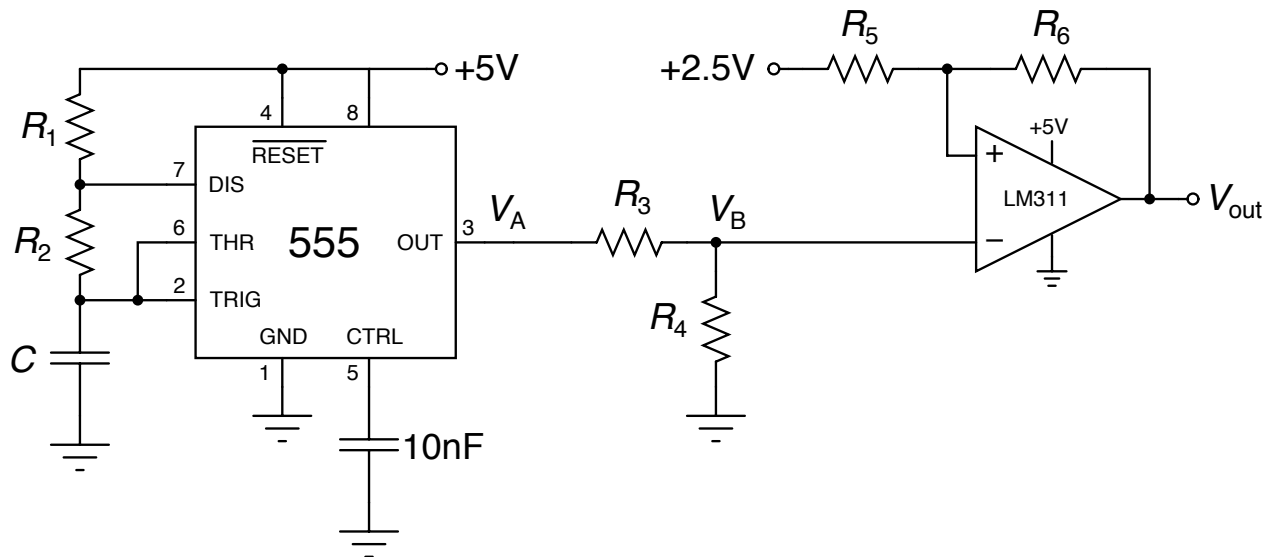 R5
R6
+5V
+2.5V
4
8
R1
RESET
+5V
7
DIS
R3
+
LM311
Vout
VA
VB
R2
6
THR
555
OUT
3
−
2
TRIG
R4
GND
CTRL
C
1
5
10nF